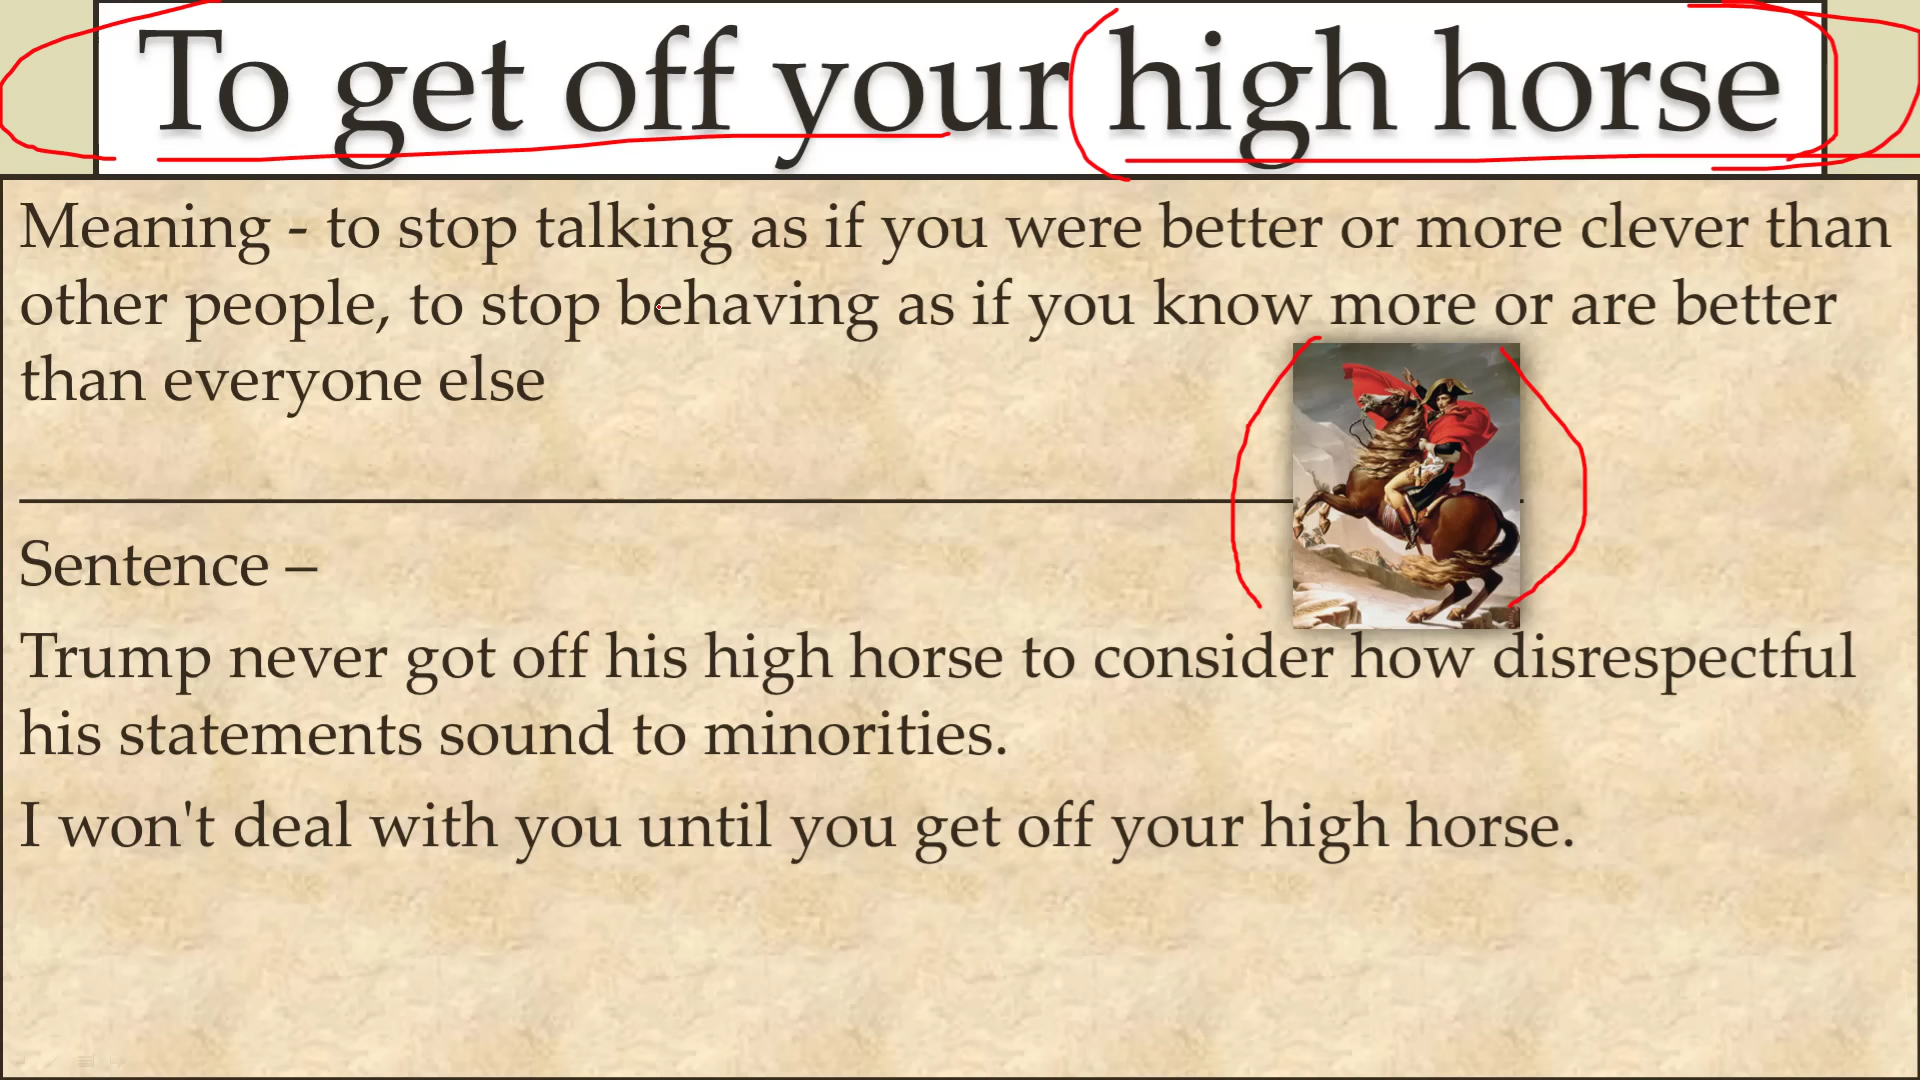 To get off your high horse
Meaning - to stop talking as if you were better or more clever than
other people, to stop behaving as if you know more or are better
than everyone else
Sentence –
Trump never got off his high horse to consider how disrespectful
his statements sound to minorities.
I won't deal with you until you get off your high horse.